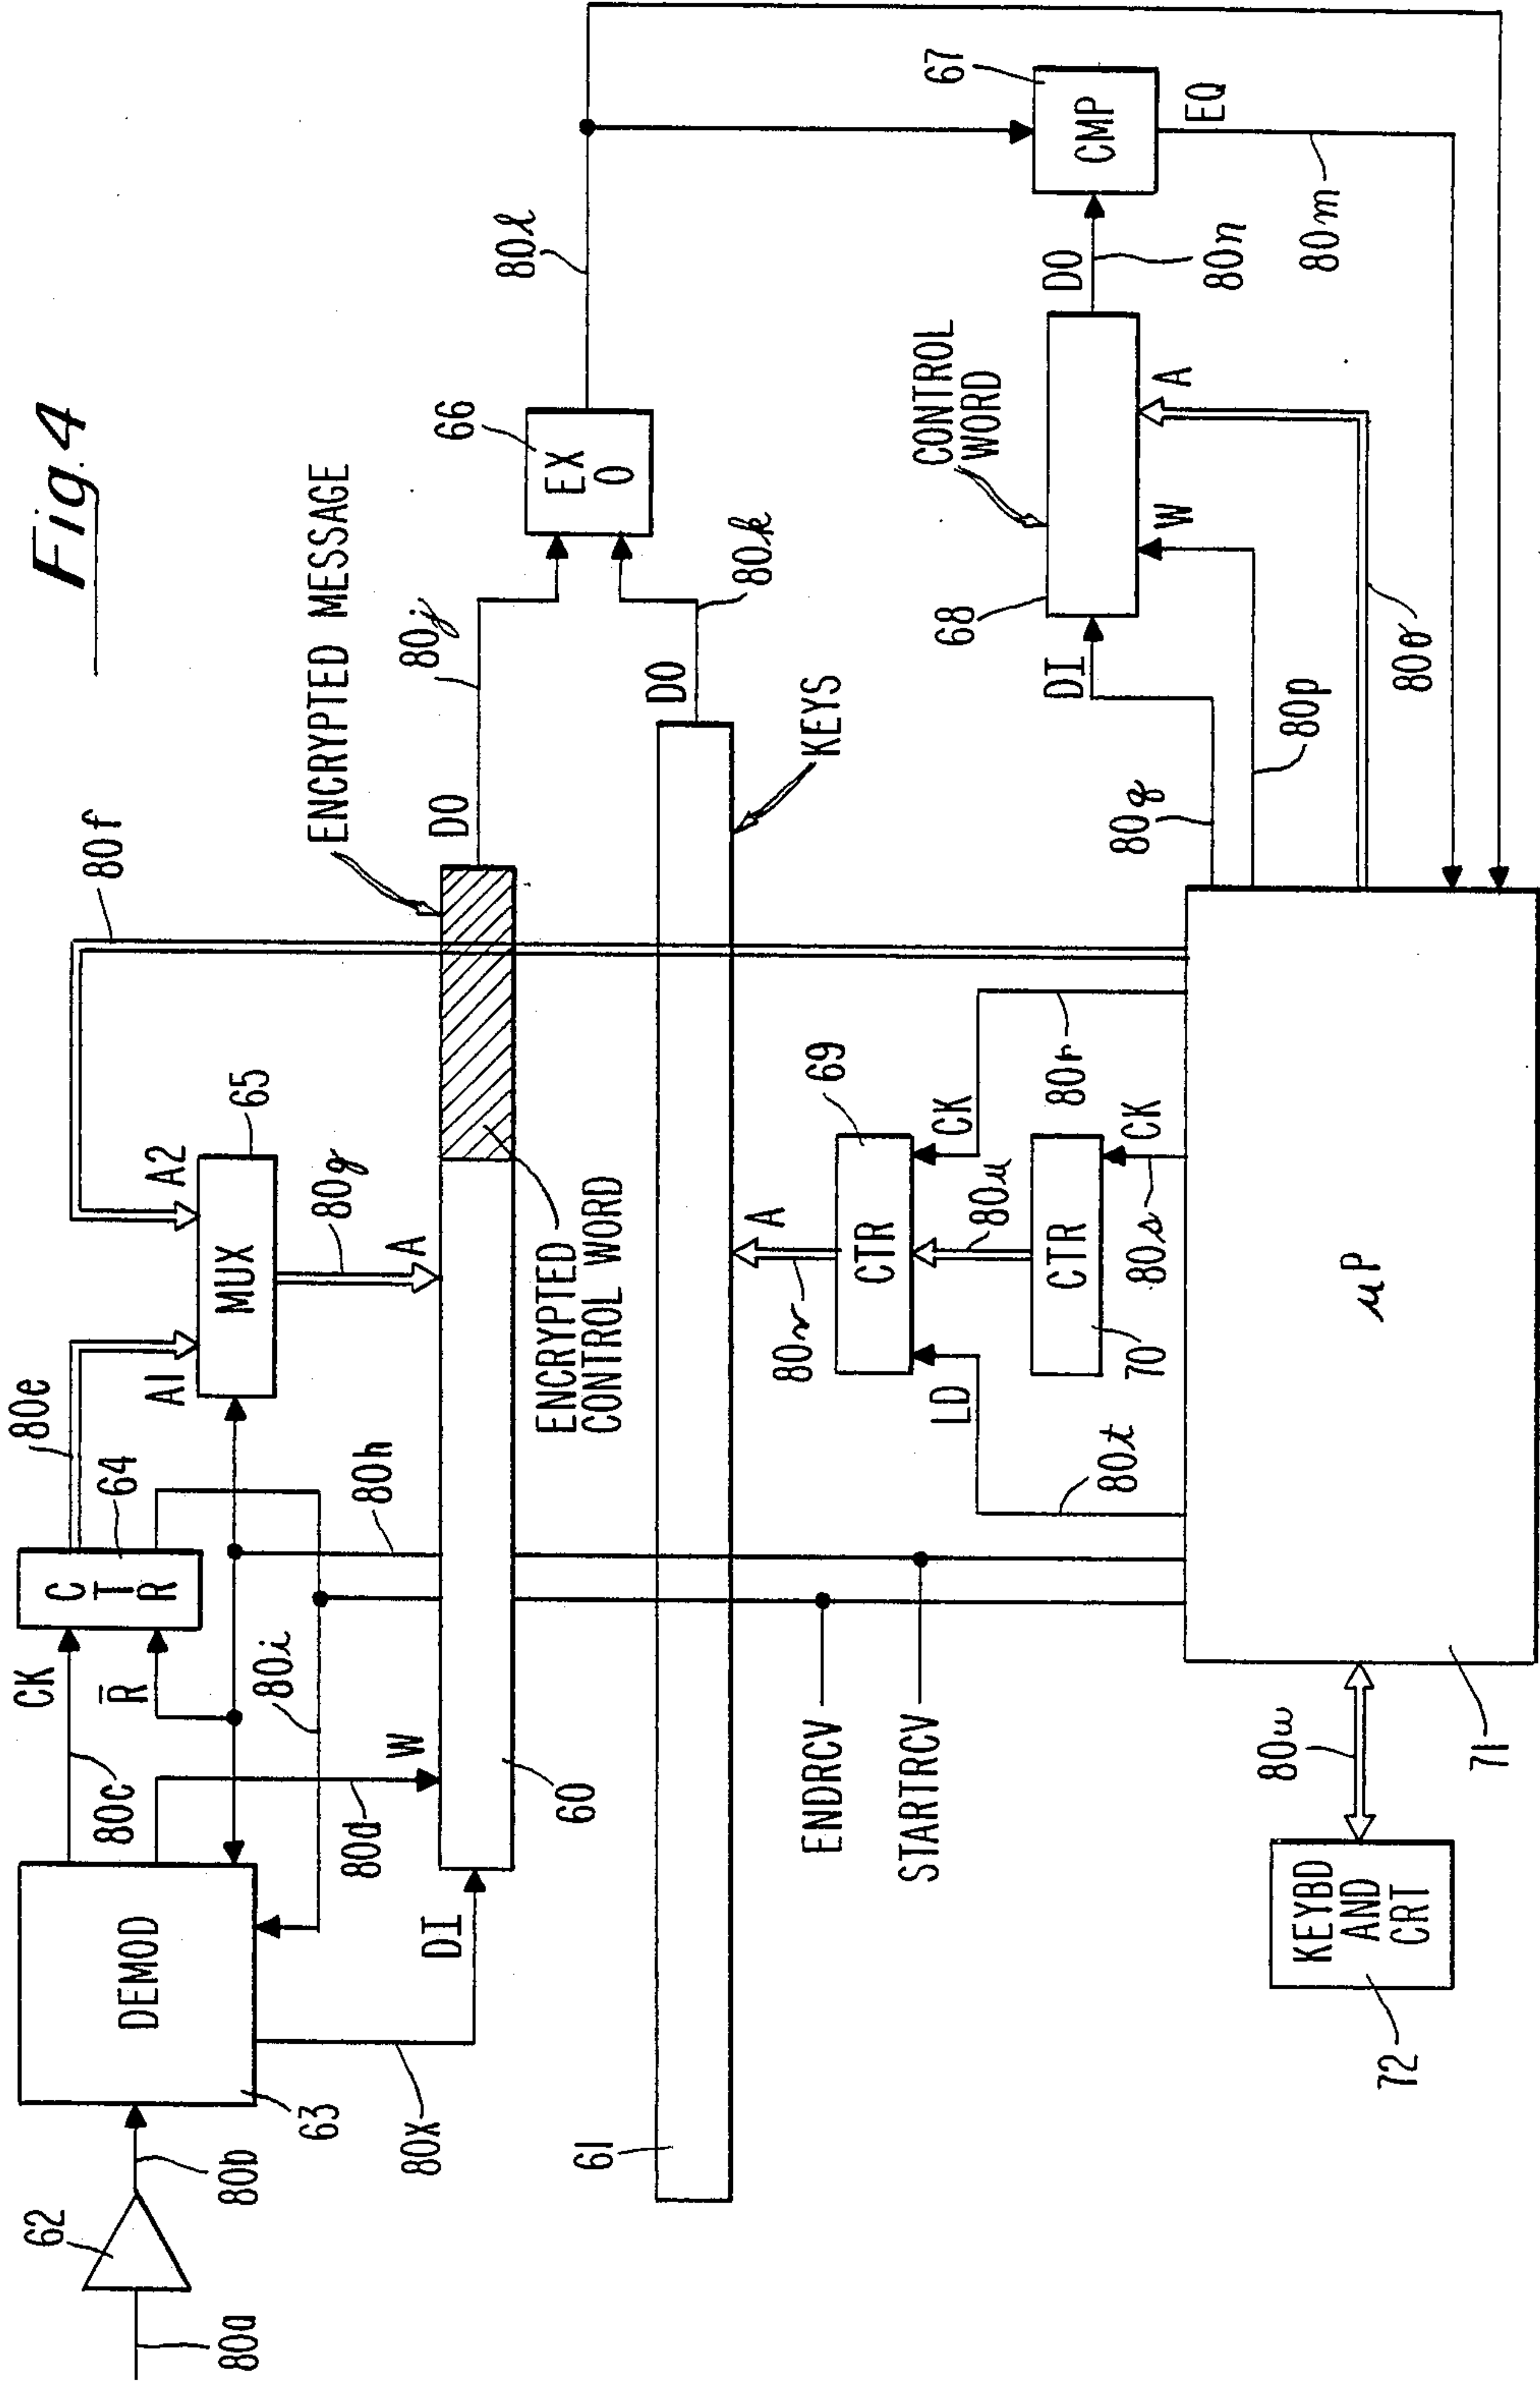 Fig. 4
80a
62
80b
DEMOD
63
80x
DI
CK
80c
R̅
80i
80d
W
CTR
64
80e
A1
A2
MUX
65
80f
80g
A
80h
60
ENCRYPTED
CONTROL WORD
ENCRYPTED MESSAGE
DO
80j
61
KEYS
DO
80k
EX
O
66
80l
ENDRCV
STARTRCV
A
80v
CTR
69
LD
CK
80t
80u
CTR
70
CK
80s
80r
μP
71
80w
KEYBD
AND
CRT
72
80q
80p
80o
DI
68
W
A
CONTROL
WORD
DO
80n
CMP
67
EQ
80m